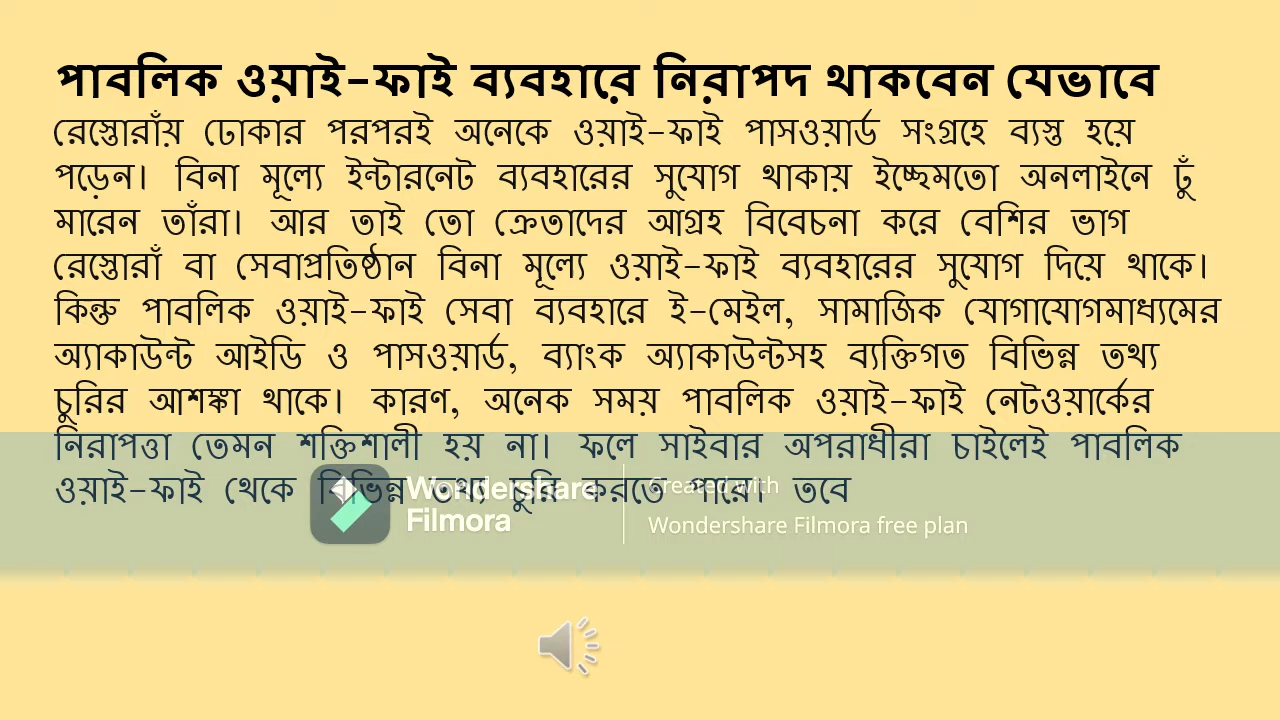 পাবলিক ওয়াই-ফাই ব্যবহারে নিরাপদ থাকবেন যেভাবে
রেস্তোরাঁয় ঢোকার পরপরই অনেকে ওয়াই-ফাই পাসওয়ার্ড সংগ্রহে ব্যস্ত হয়ে
পড়েন। বিনা মূল্যে ইন্টারনেট ব্যবহারের সুযোগ থাকায় ইচ্ছেমতো অনলাইনে ঢুঁ
মারেন তাঁরা। আর তাই তো ক্রেতাদের আগ্রহ বিবেচনা করে বেশির ভাগ
রেস্তোরাঁ বা সেবাপ্রতিষ্ঠান বিনা মূল্যে ওয়াই-ফাই ব্যবহারের সুযোগ দিয়ে থাকে।
কিন্তু পাবলিক ওয়াই-ফাই সেবা ব্যবহারে ই-মেইল, সামাজিক যোগাযোগমাধ্যমের
অ্যাকাউন্ট আইডি ও পাসওয়ার্ড, ব্যাংক অ্যাকাউন্টসহ ব্যক্তিগত বিভিন্ন তথ্য
চুরির আশঙ্কা থাকে। কারণ, অনেক সময় পাবলিক ওয়াই-ফাই নেটওয়ার্কের
নিরাপত্তা তেমন শক্তিশালী হয় না। ফলে সাইবার অপরাধীরা চাইলেই পাবলিক
ওয়াই-ফাই থেকে বিভিন্ন তথ্য চুরি করতে পারে। তবে
Wondershare
Filmora
Created with
Wondershare Filmora free plan